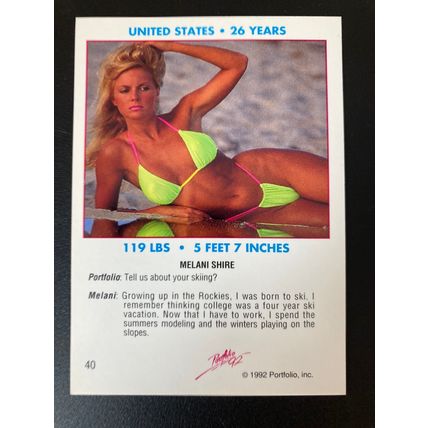 UNITED STATES • 26 YEARS
119 LBS • 5 FEET 7 INCHES
MELANI SHIRE
Portfolio: Tell us about your skiing?
Melani: Growing up in the Rockies, I was born to ski. I
remember thinking college was a four year ski
vacation. Now that I have to work, I spend the
summers modeling and the winters playing on the
slopes.
Portfolio
92
40
© 1992 Portfolio, inc.